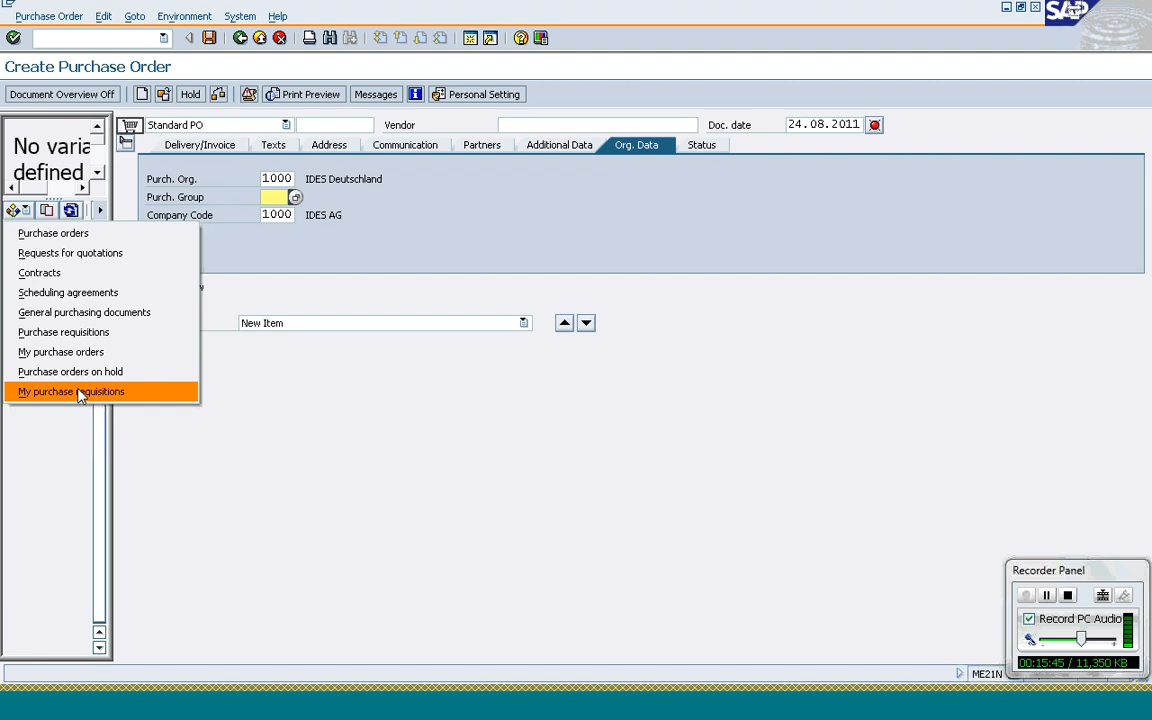 Purchase Order Edit Goto Environment System Help
SAP
Create Purchase Order
Document Overview Off Hold Print Preview Messages Personal Setting
Standard PO Vendor Doc. date 24.08.2011
No varia
defined
Delivery/Invoice Texts Address Communication Partners Additional Data Org. Data Status
Purch. Org. 1000 IDES Deutschland
Purch. Group
Company Code 1000 IDES AG
Purchase orders
Requests for quotations
Contracts
Scheduling agreements
General purchasing documents
Purchase requisitions
My purchase orders
Purchase orders on hold
My purchase requisitions
New Item
Recorder Panel
Record PC Audio
00:15:45 / 11,350 KB
ME21N